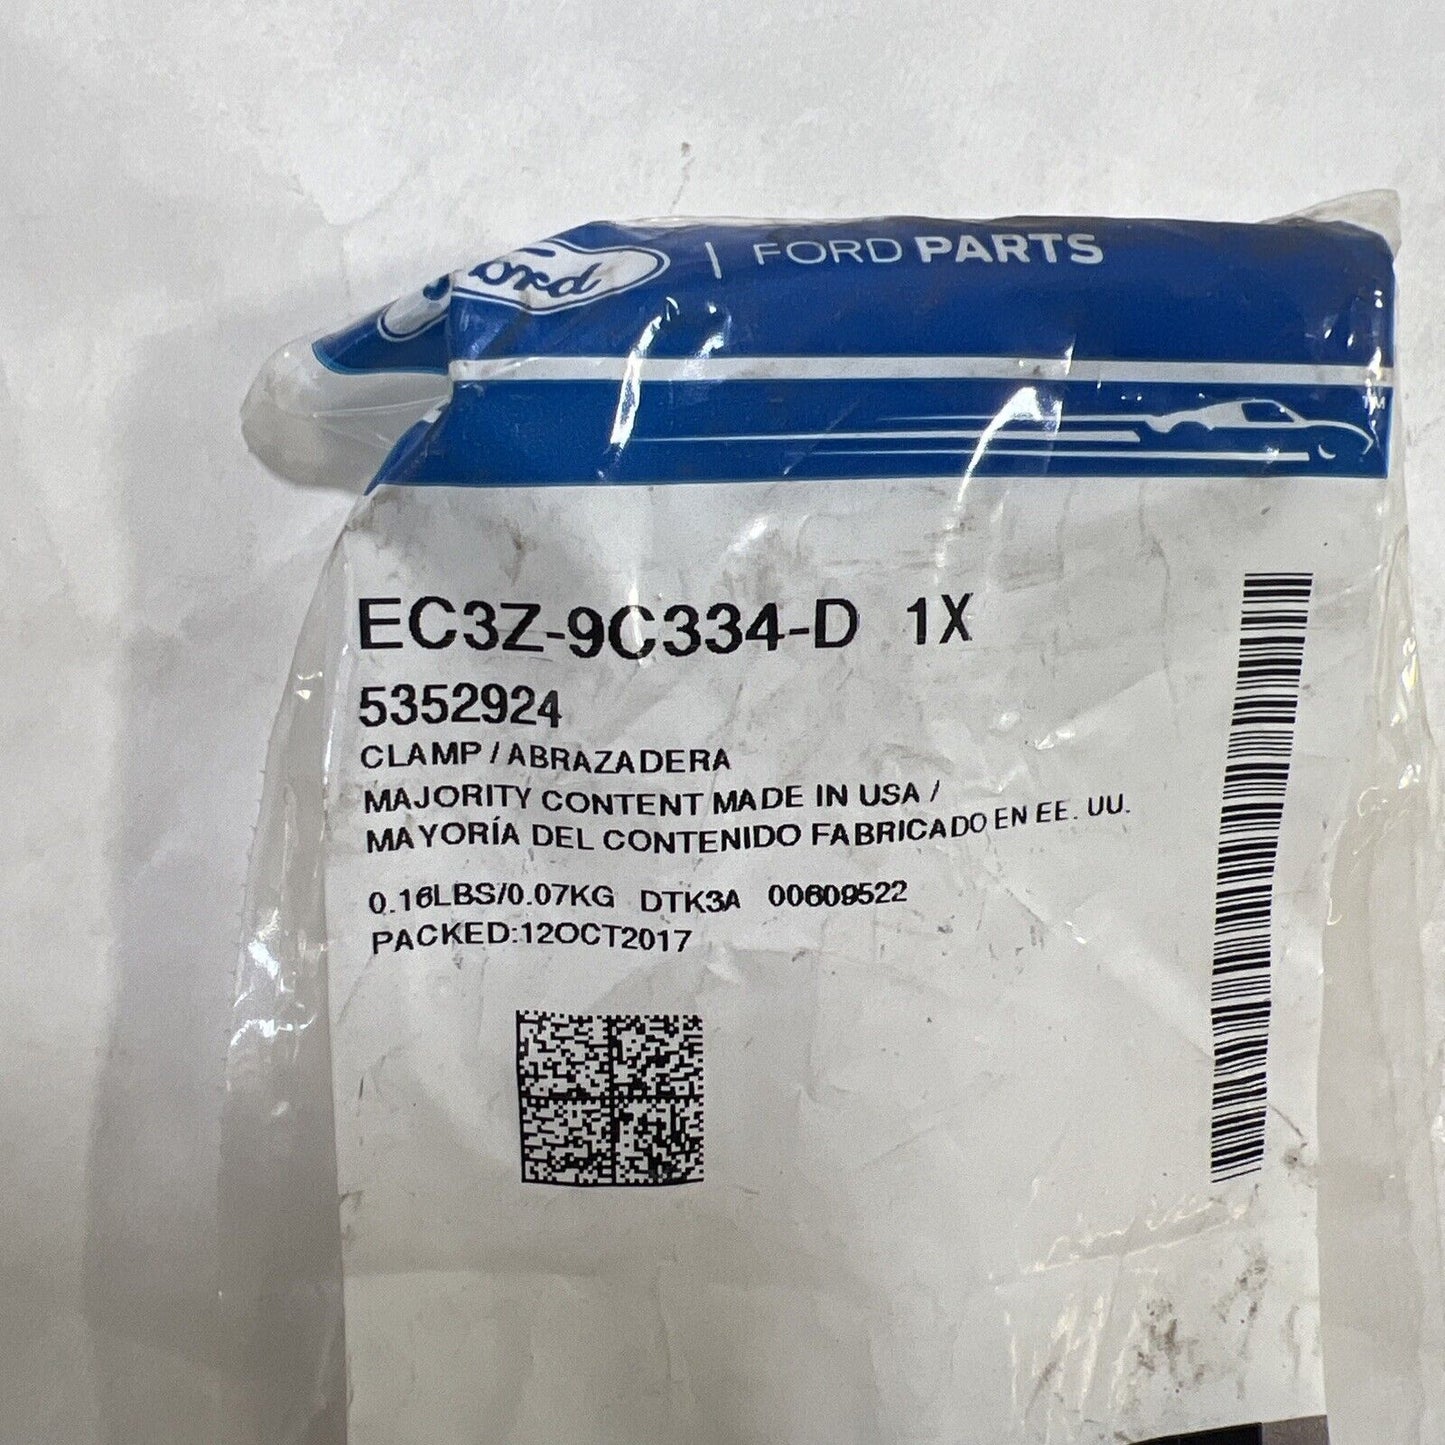 Ford | FORD PARTS
TM
EC3Z-9C334-D 1X
5352924
CLAMP / ABRAZADERA
MAJORITY CONTENT MADE IN USA /
MAYORÍA DEL CONTENIDO FABRICADO EN EE. UU.
0.16LBS/0.07KG DTK3A 00609522
PACKED:12OCT2017